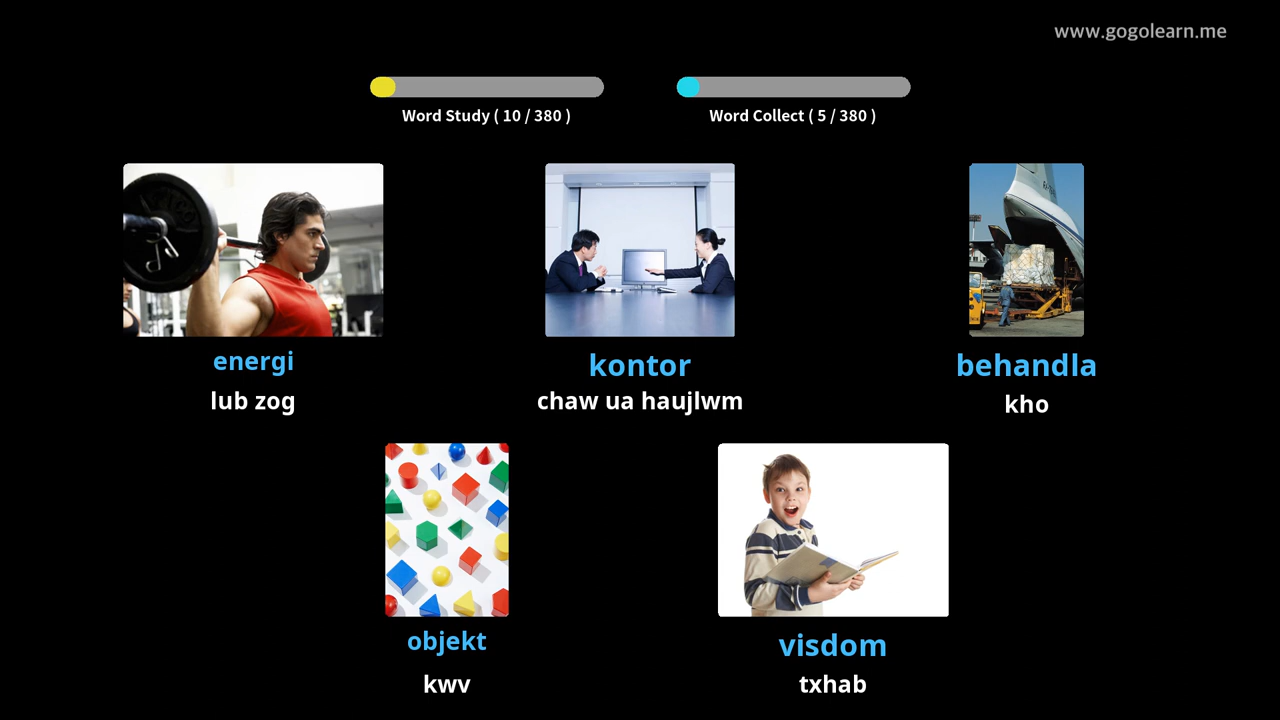 www.gogolearn.me
Word Study ( 10 / 380 )
Word Collect ( 5 / 380 )
energi
kontor
behandla
lub zog
chaw ua haujlwm
kho
objekt
visdom
kwv
txhab